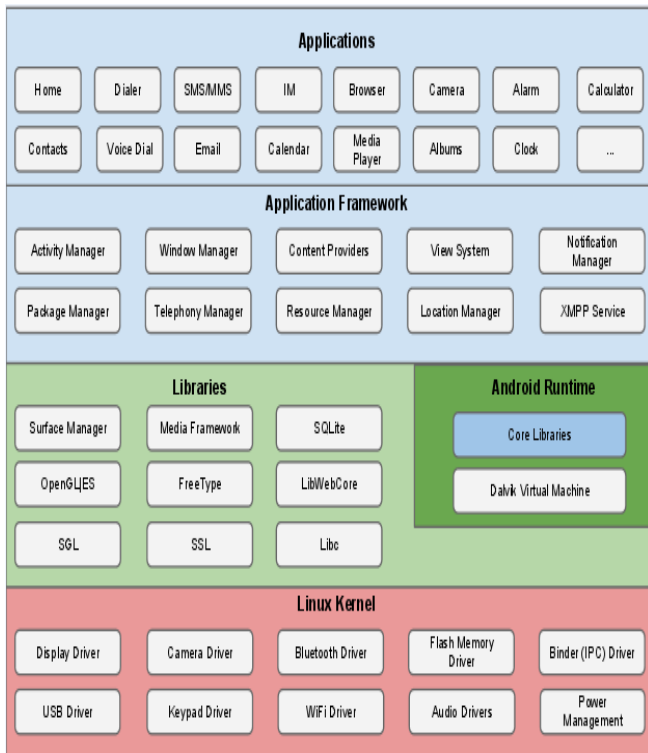 Applications
Home Dialer SMS/MMS IM Browser Camera Alarm Calculator
Contacts Voice Dial Email Calendar Media Player Albums Clock ...
Application Framework
Activity Manager Window Manager Content Providers View System Notification Manager
Package Manager Telephony Manager Resource Manager Location Manager XMPP Service
Libraries
Surface Manager Media Framework SQLite
OpenGL|ES FreeType LibWebCore
SGL SSL Libc
Android Runtime
Core Libraries
Dalvik Virtual Machine
Linux Kernel
Display Driver Camera Driver Bluetooth Driver Flash Memory Driver Binder (IPC) Driver
USB Driver Keypad Driver WiFi Driver Audio Drivers Power Management